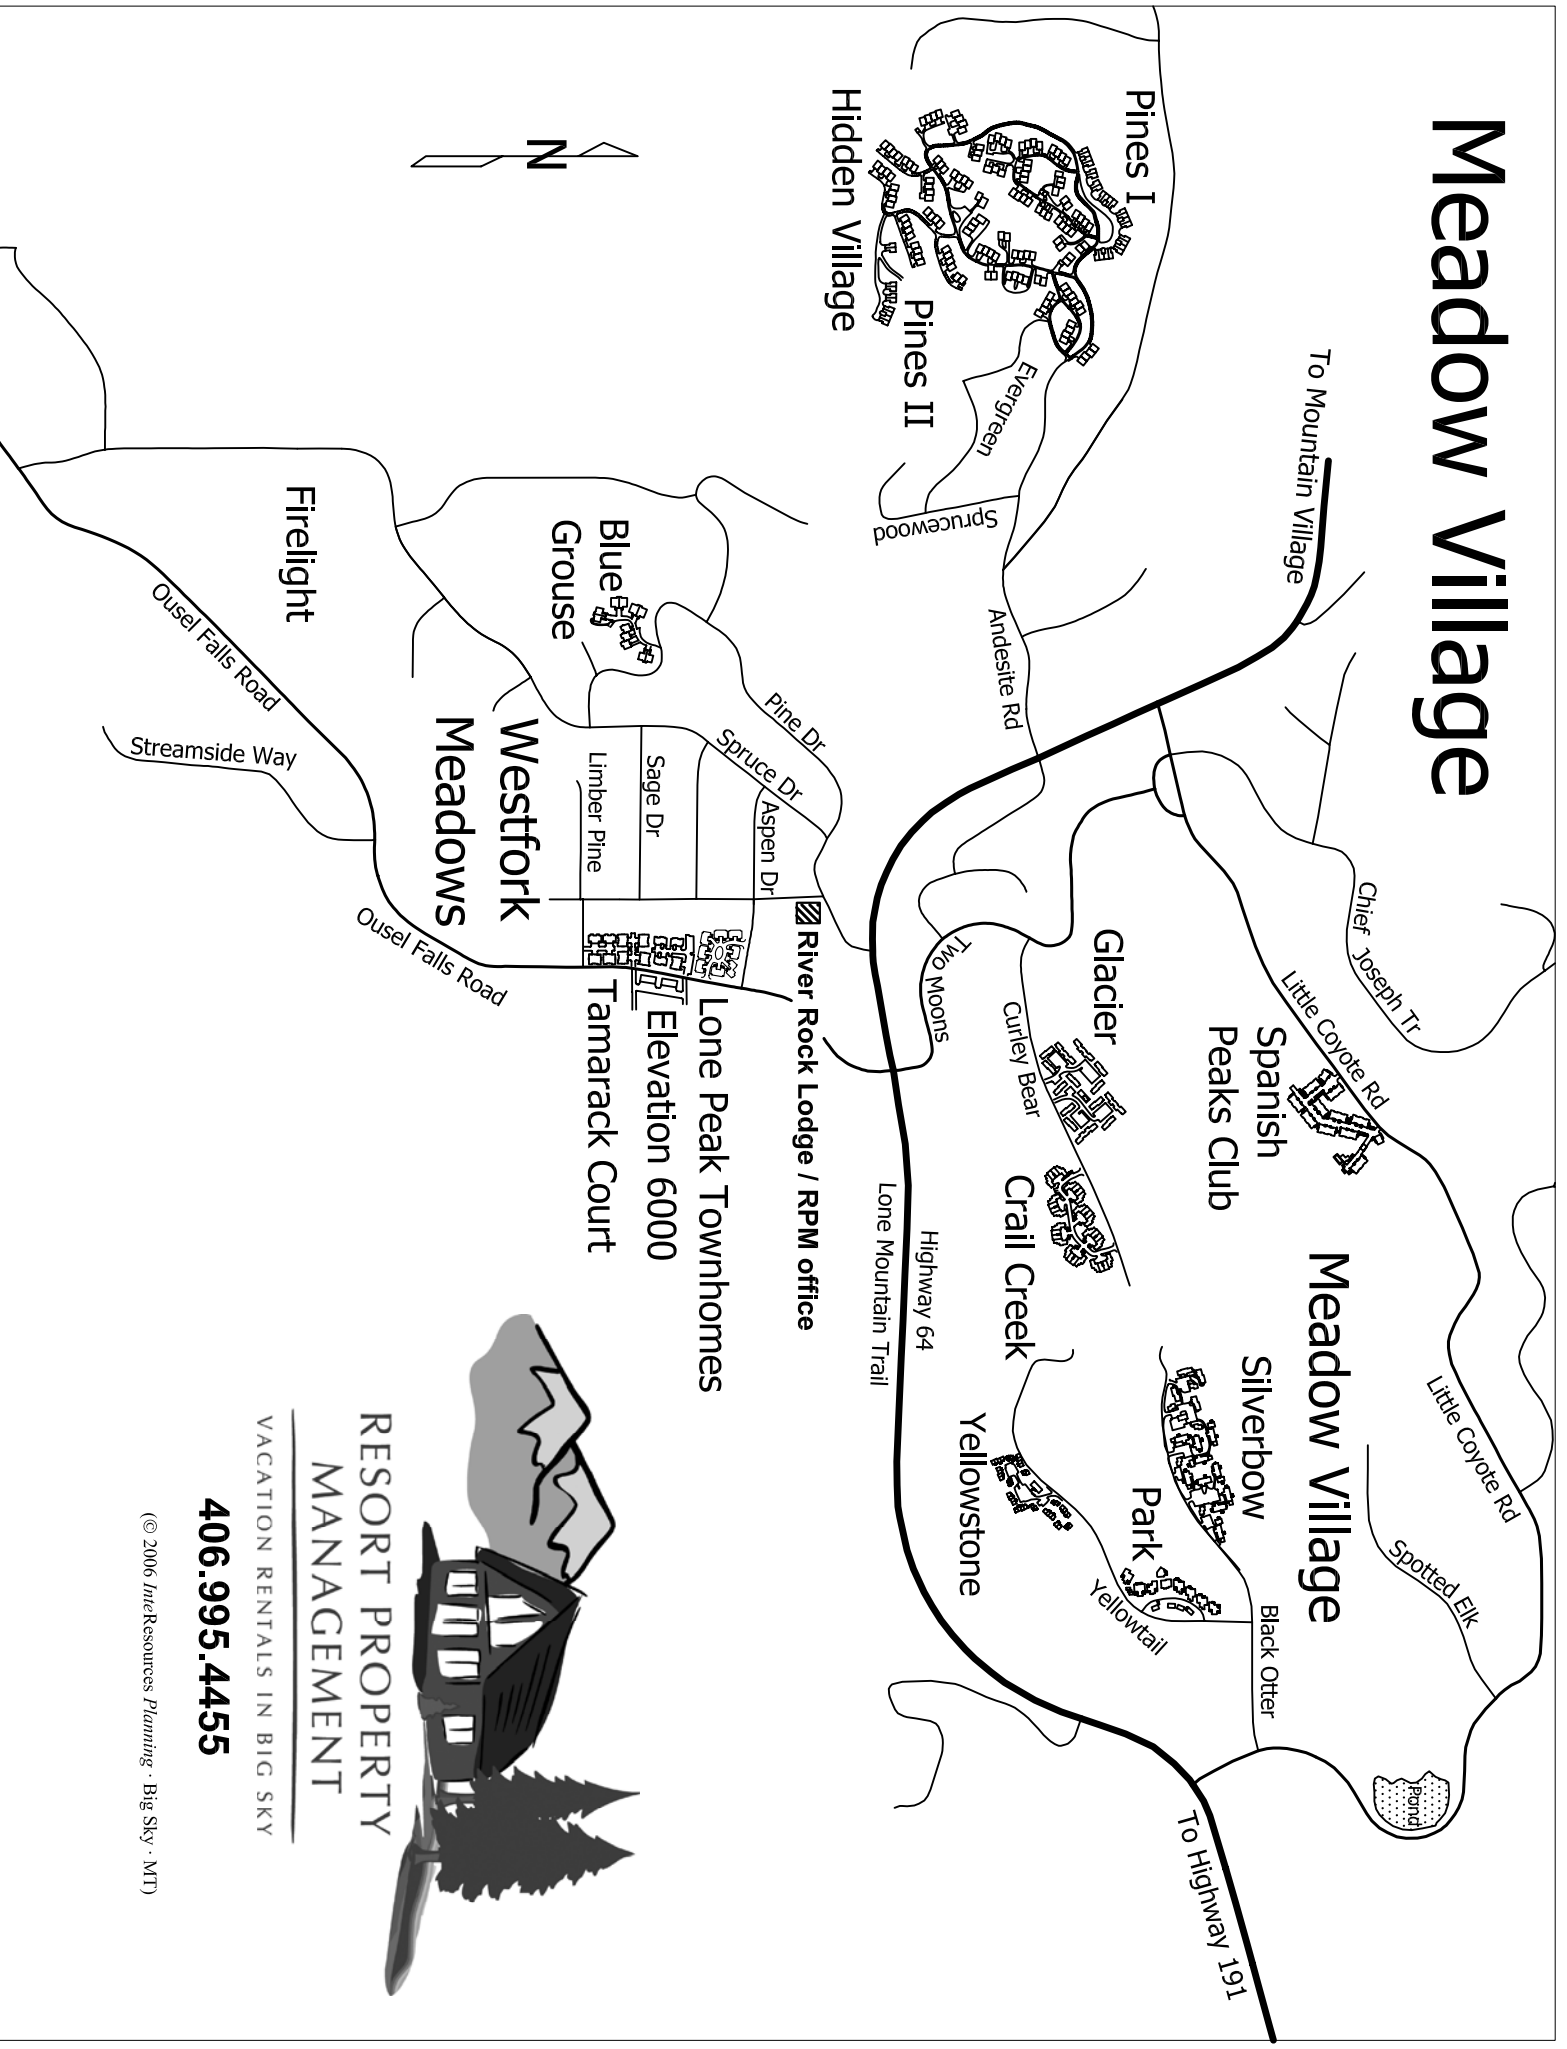 Meadow Village
To Mountain Village
Pines I
Hidden Village
Pines II
Evergreen
Sprucewood
Andesite Rd
Chief Joseph Tr
Little Coyote Rd
Spanish
Peaks Club
Glacier
Two Moons
Curley Bear
Crail Creek
Meadow Village
Silverbow
Park
Yellowstone
Yellowtail
Black Otter
Little Coyote Rd
Spotted Elk
Pond
Highway 64
Lone Mountain Trail
To Highway 191
N
Blue
Grouse
Firelight
Pine Dr
Spruce Dr
Aspen Dr
Sage Dr
Limber Pine
Westfork
Meadows
Ousel Falls Road
Streamside Way
Ousel Falls Road
River Rock Lodge / RPM office
Lone Peak Townhomes
Elevation 6000
Tamarack Court
RESORT PROPERTY
MANAGEMENT
VACATION RENTALS IN BIG SKY
406.995.4455
(© 2006 InteResources Planning · Big Sky · MT)